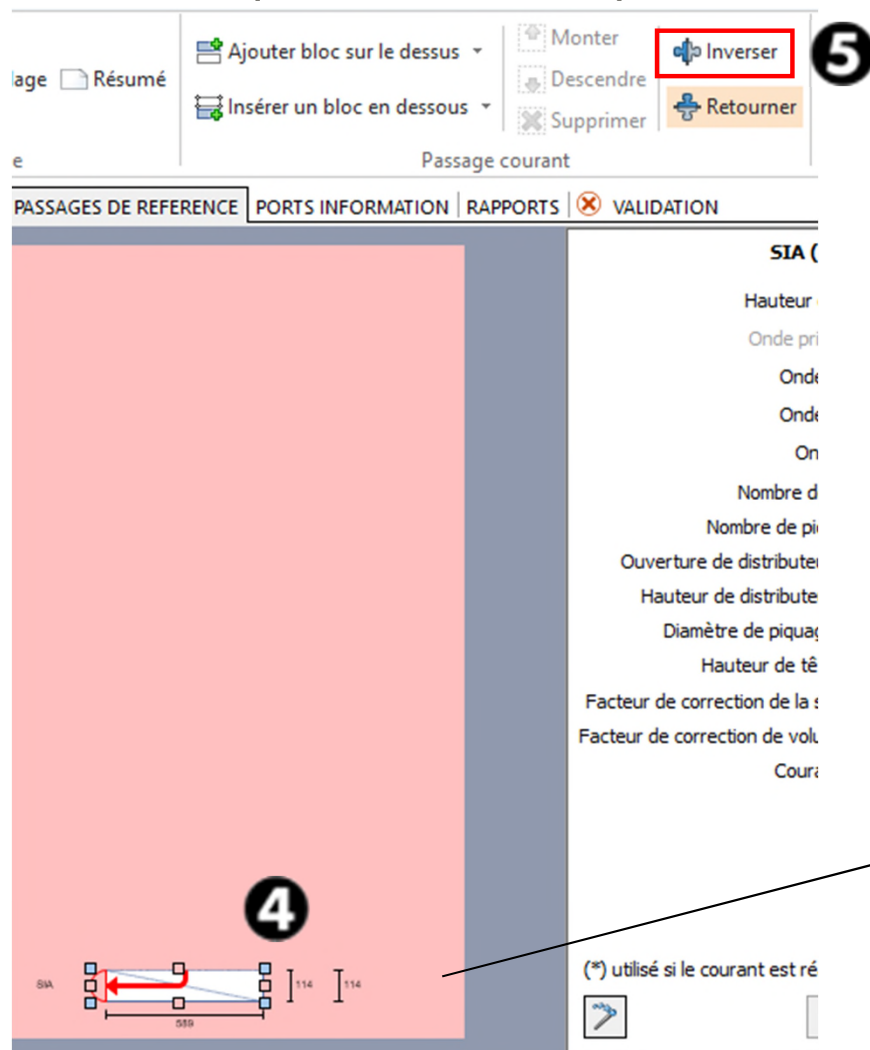 Ajouter bloc sur le dessus
Monter
Inverser
5
lage Résumé
Descendre
Insérer un bloc en dessous
Retourner
Supprimer
e
Passage courant
PASSAGES DE REFERENCE PORTS INFORMATION RAPPORTS VALIDATION
SIA (
Hauteur
Onde pri
Onde
Onde
On
Nombre d
Nombre de pi
Ouverture de distribute
Hauteur de distribute
Diamètre de piqua
Hauteur de tê
Facteur de correction de la s
Facteur de correction de volu
Coura
4
SIA
114
114
589
(*) utilisé si le courant est ré